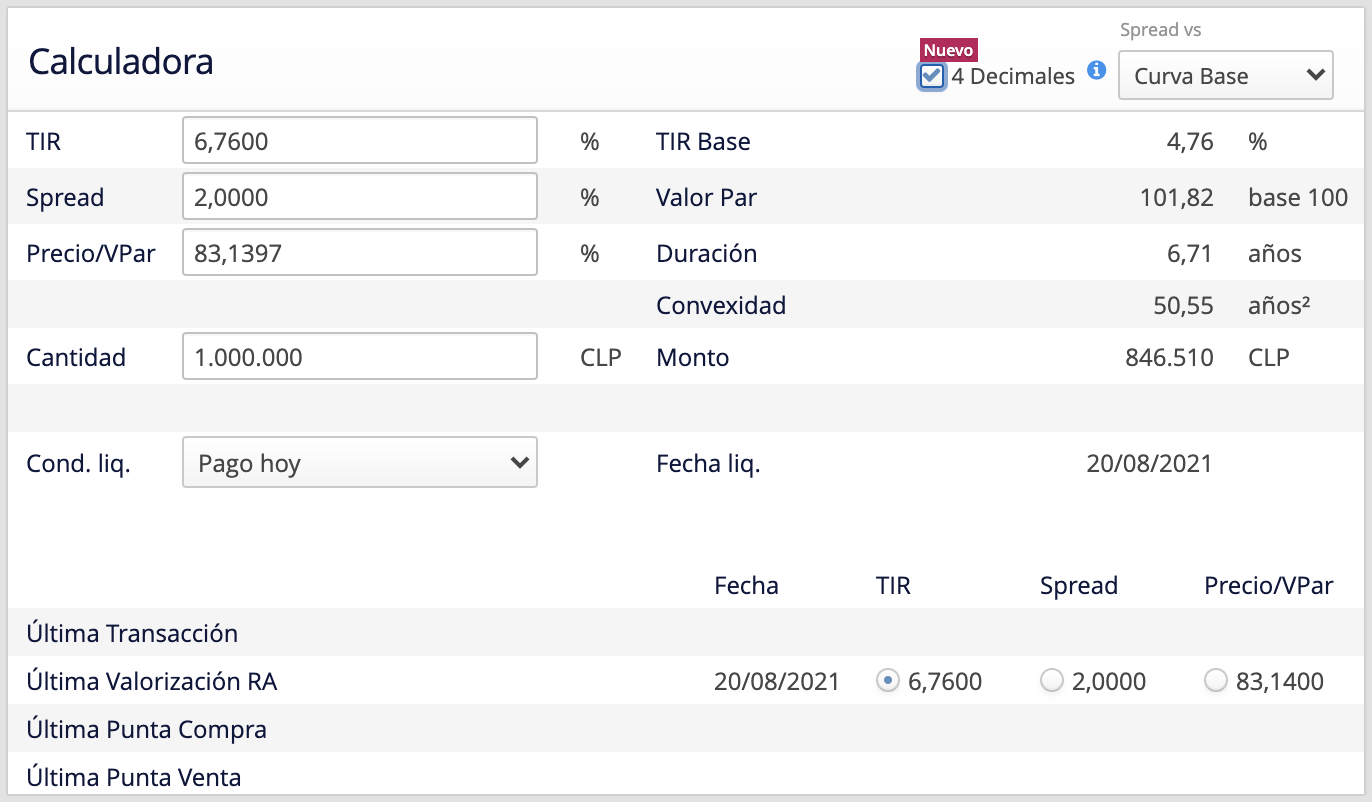 Spread vs
Nuevo
Calculadora 4 Decimales i Curva Base
TIR 6,7600 % TIR Base 4,76 %
Spread 2,0000 % Valor Par 101,82 base 100
Precio/VPar 83,1397 % Duración 6,71 años
Convexidad 50,55 años²
Cantidad 1.000.000 CLP Monto 846.510 CLP
Cond. liq. Pago hoy Fecha liq. 20/08/2021
Fecha TIR Spread Precio/VPar
Última Transacción
Última Valorización RA 20/08/2021 6,7600 2,0000 83,1400
Última Punta Compra
Última Punta Venta